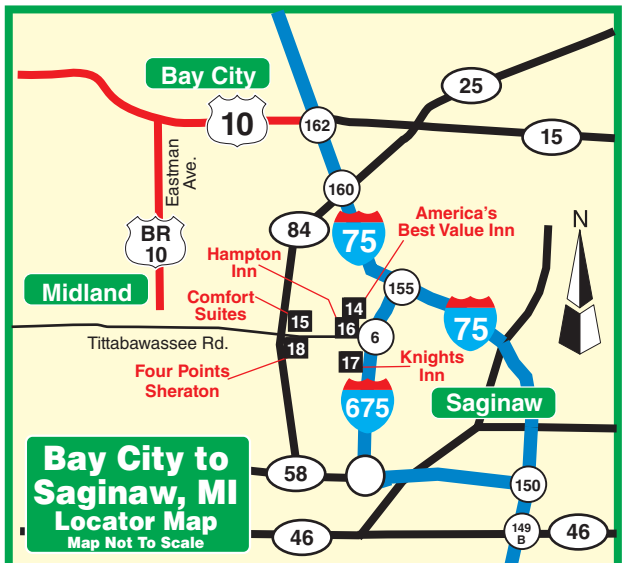 Bay City
10
162
25
15
Eastman
Ave.
160
BR
10
84
75
America's
Best Value Inn
N
Hampton
Inn
Midland
155
Comfort
Suites
14
15
16
75
6
Tittabawassee Rd.
18
17
Knights
Inn
Four Points
Sheraton
675
Saginaw
Bay City to
Saginaw, MI
Locator Map
Map Not To Scale
58
150
46
149
B
46